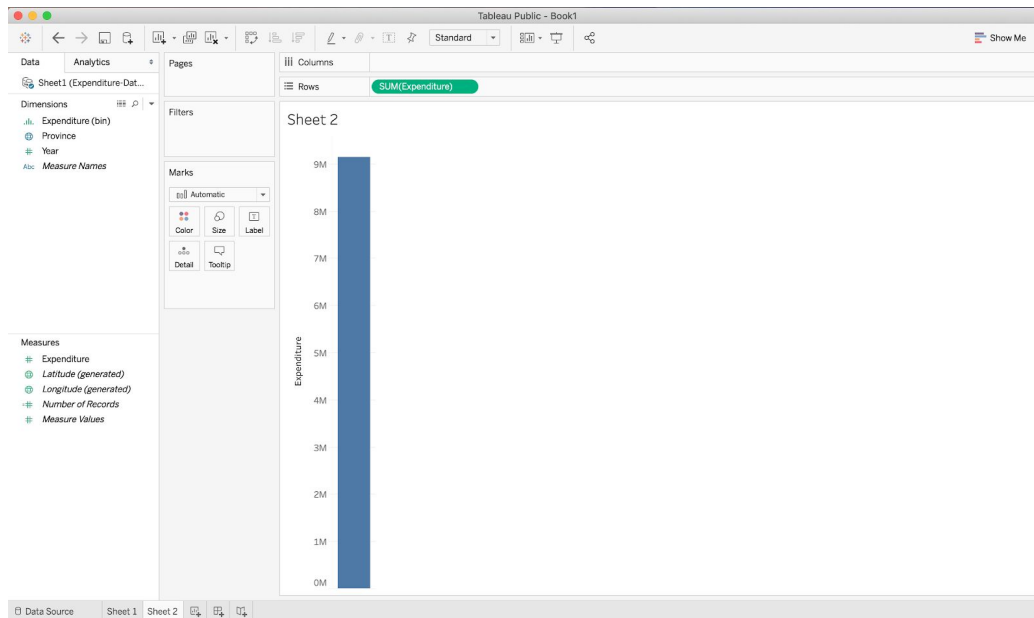 Tableau Public - Book1
Standard
Show Me
Data Analytics
Pages
Columns
Sheet1 (Expenditure-Dat...
Rows
SUM(Expenditure)
Dimensions
Filters
Expenditure (bin)
Province
Year
Abc Measure Names
Sheet 2
Marks
Automatic
Color Size Label
Detail Tooltip
T
T
Measures
Expenditure
Latitude (generated)
Longitude (generated)
Number of Records
Measure Values
9M
8M
7M
6M
5M
4M
3M
2M
1M
0M
Expenditure
Data Source Sheet 1 Sheet 2